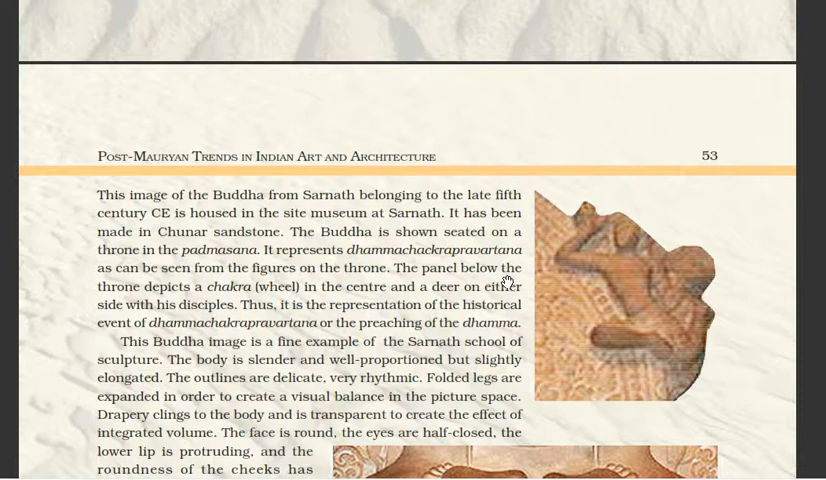 Post-Mauryan Trends in Indian Art and Architecture 53
This image of the Buddha from Sarnath belonging to the late fifth
century CE is housed in the site museum at Sarnath. It has been
made in Chunar sandstone. The Buddha is shown seated on a
throne in the padmasana. It represents dhammachackrapravartana
as can be seen from the figures on the throne. The panel below the
throne depicts a chakra (wheel) in the centre and a deer on either
side with his disciples. Thus, it is the representation of the historical
event of dhammachakrapravartana or the preaching of the dhamma.
This Buddha image is a fine example of the Sarnath school of
sculpture. The body is slender and well-proportioned but slightly
elongated. The outlines are delicate, very rhythmic. Folded legs are
expanded in order to create a visual balance in the picture space.
Drapery clings to the body and is transparent to create the effect of
integrated volume. The face is round, the eyes are half-closed, the
lower lip is protruding, and the
roundness of the cheeks has